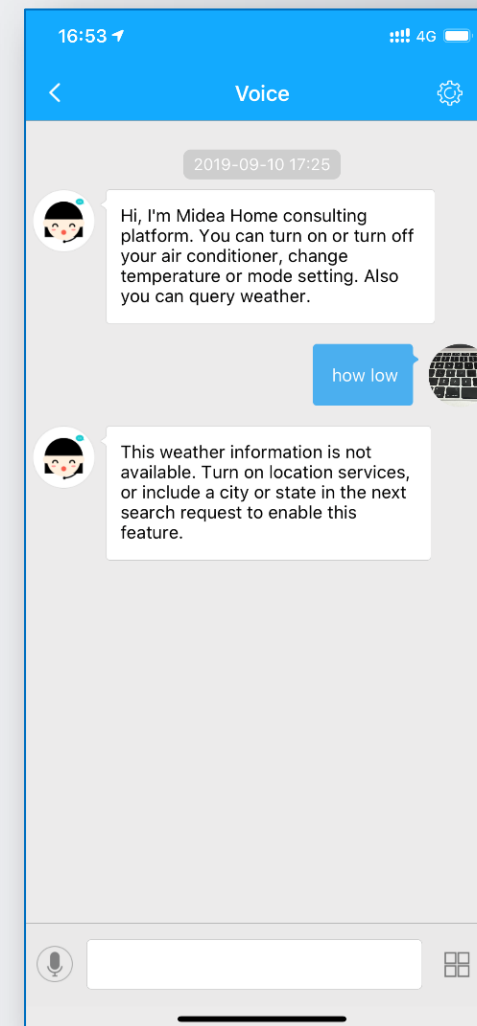 16:53
4G
Voice
2019-09-10 17:25
Hi, I'm Midea Home consulting
platform. You can turn on or turn off
your air conditioner, change
temperature or mode setting. Also
you can query weather.
how low
This weather information is not
available. Turn on location services,
or include a city or state in the next
search request to enable this
feature.